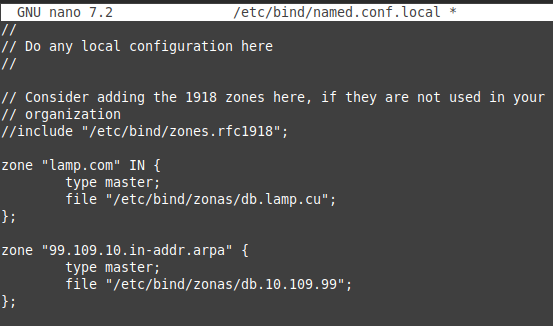 GNU nano 7.2 /etc/bind/named.conf.local *
//
// Do any local configuration here
//
// Consider adding the 1918 zones here, if they are not used in your
// organization
//include "/etc/bind/zones.rfc1918";
zone "lamp.com" IN {
type master;
file "/etc/bind/zonas/db.lamp.cu";
};
zone "99.109.10.in-addr.arpa" {
type master;
file "/etc/bind/zonas/db.10.109.99";
};